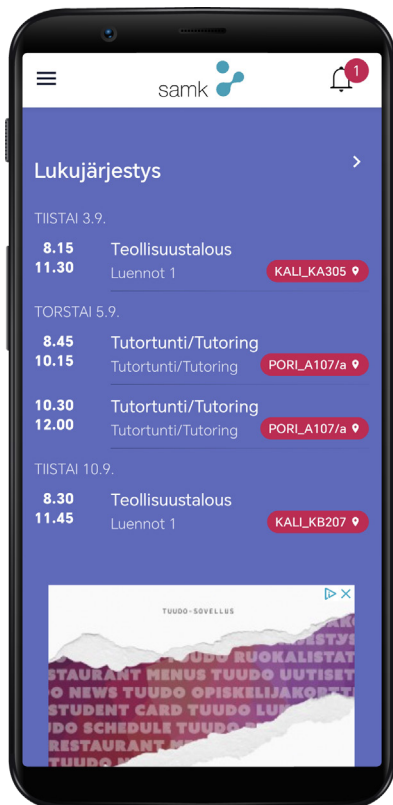 samk
1
Lukujärjestys
TIISTAI 3.9.
8.15 Teollisuustalous
11.30 Luennot 1 KALI_KA305
TORSTAI 5.9.
8.45 Tutortunti/Tutoring
10.15 Tutortunti/Tutoring PORI_A107/a
10.30 Tutortunti/Tutoring
12.00 Tutortunti/Tutoring PORI_A107/a
TIISTAI 10.9.
8.30 Teollisuustalous
11.45 Luennot 1 KALI_KB207
TUUDO-SOVELLUS
TUUDO RUOKALISTAT
STAURANT MENUS TUUDO UUTISET
O NEWS TUUDO OPISKELIJAKORTT
STUDENT CARD TUUDO LU
DO SCHEDULE TUUDO
RESTAURANT
TUUDO